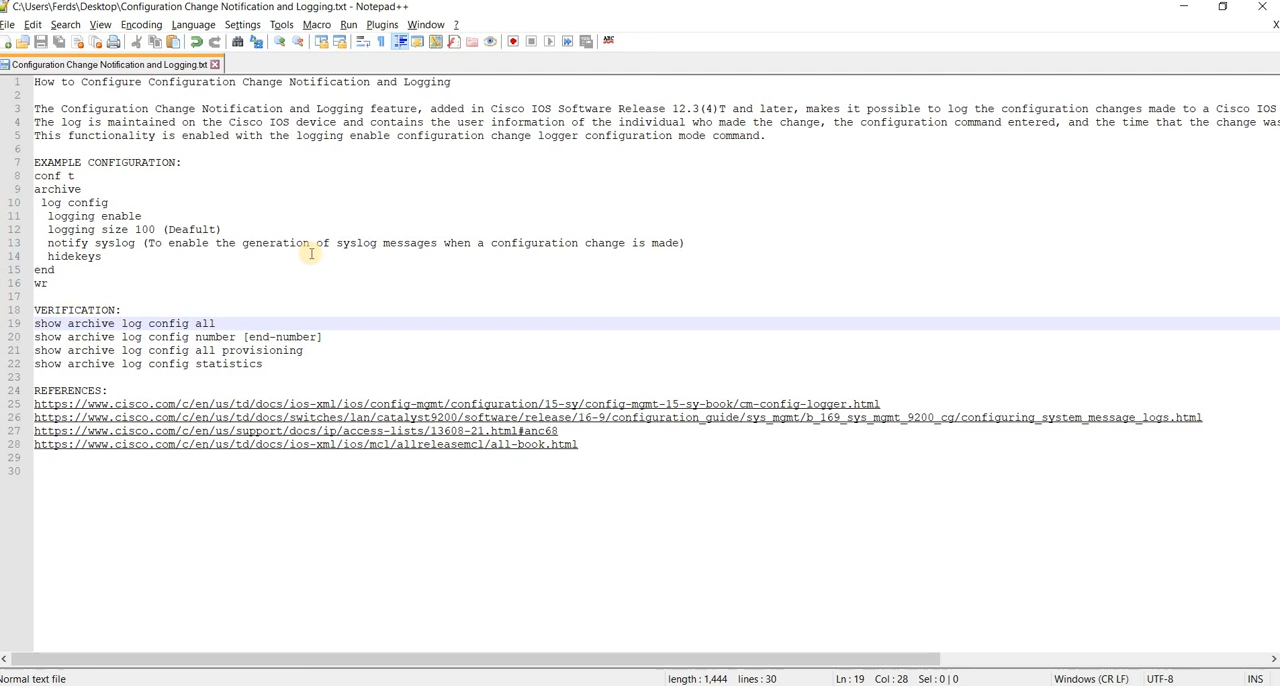 C:\Users\Ferds\Desktop\Configuration Change Notification and Logging.txt - Notepad++
File Edit Search View Encoding Language Settings Tools Macro Run Plugins Window ? X
Configuration Change Notification and Logging.txt
1 How to Configure Configuration Change Notification and Logging
2
3 The Configuration Change Notification and Logging feature, added in Cisco IOS Software Release 12.3(4)T and later, makes it possible to log the configuration changes made to a Cisco IOS
4 The log is maintained on the Cisco IOS device and contains the user information of the individual who made the change, the configuration command entered, and the time that the change was
5 This functionality is enabled with the logging enable configuration change logger configuration mode command.
6
7 EXAMPLE CONFIGURATION:
8 conf t
9 archive
10 log config
11 logging enable
12 logging size 100 (Deafult)
13 notify syslog (To enable the generation of syslog messages when a configuration change is made)
14 hidekeys
15 end
16 wr
17
18 VERIFICATION:
19 show archive log config all
20 show archive log config number [end-number]
21 show archive log config all provisioning
22 show archive log config statistics
23
24 REFERENCES:
25 https://www.cisco.com/c/en/us/td/docs/ios-xml/ios/config-mgmt/configuration/15-sy/config-mgmt-15-sy-book/cm-config-logger.html
26 https://www.cisco.com/c/en/us/td/docs/switches/lan/catalyst9200/software/release/16-9/configuration_guide/sys_mgmt/b_169_sys_mgmt_9200_cg/configuring_system_message_logs.html
27 https://www.cisco.com/c/en/us/support/docs/ip/access-lists/13608-21.html#anc68
28 https://www.cisco.com/c/en/us/td/docs/ios-xml/ios/mcl/allreleasemcl/all-book.html
29
30
Normal text file length : 1,444 lines : 30 Ln : 19 Col : 28 Sel : 0 | 0 Windows (CR LF) UTF-8 INS